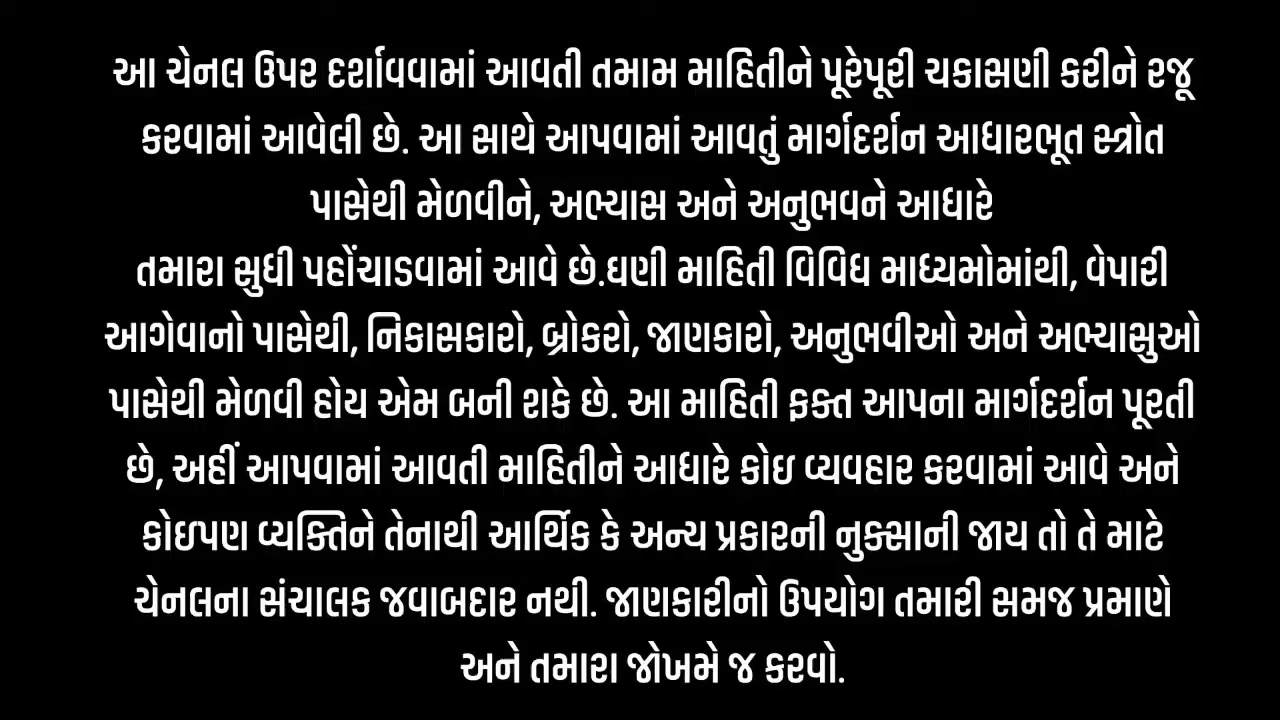 આ ચેનલ ઉપર દર્શાવવામાં આવતી તમામ માહિતીને પૂરેપૂરી ચકાસણી કરીને રજૂ
કરવામાં આવેલી છે. આ સાથે આપવામાં આવતું માર્ગદર્શન આધારભૂત સ્ત્રોત
પાસેથી મેળવીને, અભ્યાસ અને અનુભવને આધારે
તમારા સુધી પહોંચાડવામાં આવે છે.ઘણી માહિતી વિવિધ માધ્યમોમાંથી, વેપારી
આગેવાનો પાસેથી, નિકાસકારો, બ્રોકરો, જાણકારો, અનુભવીઓ અને અભ્યાસુઓ
પાસેથી મેળવી હોય એમ બની શકે છે. આ માહિતી ફક્ત આપના માર્ગદર્શન પૂરતી
છે, અહીં આપવામાં આવતી માહિતીને આધારે કોઇ વ્યવહાર કરવામાં આવે અને
કોઇપણ વ્યક્તિને તેનાથી આર્થિક કે અન્ય પ્રકારની નુક્સાની જાય તો તે માટે
ચેનલના સંચાલક જવાબદાર નથી. જાણકારીનો ઉપયોગ તમારી સમજ પ્રમાણે
અને તમારા જોખમે જ કરવો.